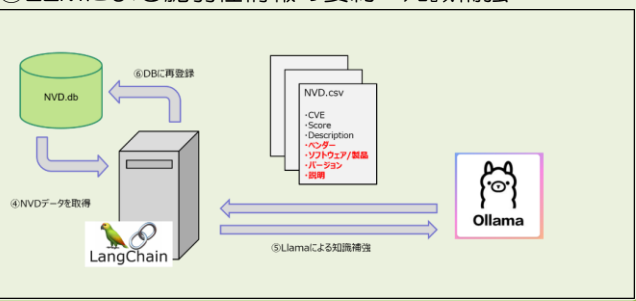 ⑥DBに再登録
NVD.db
NVD.csv
・CVE
・Score
・Description
・ベンダー
・ソフトウェア/製品
・バージョン
・説明
④NVDデータを取得
LangChain
⑤Llamaによる知識補強
Ollama